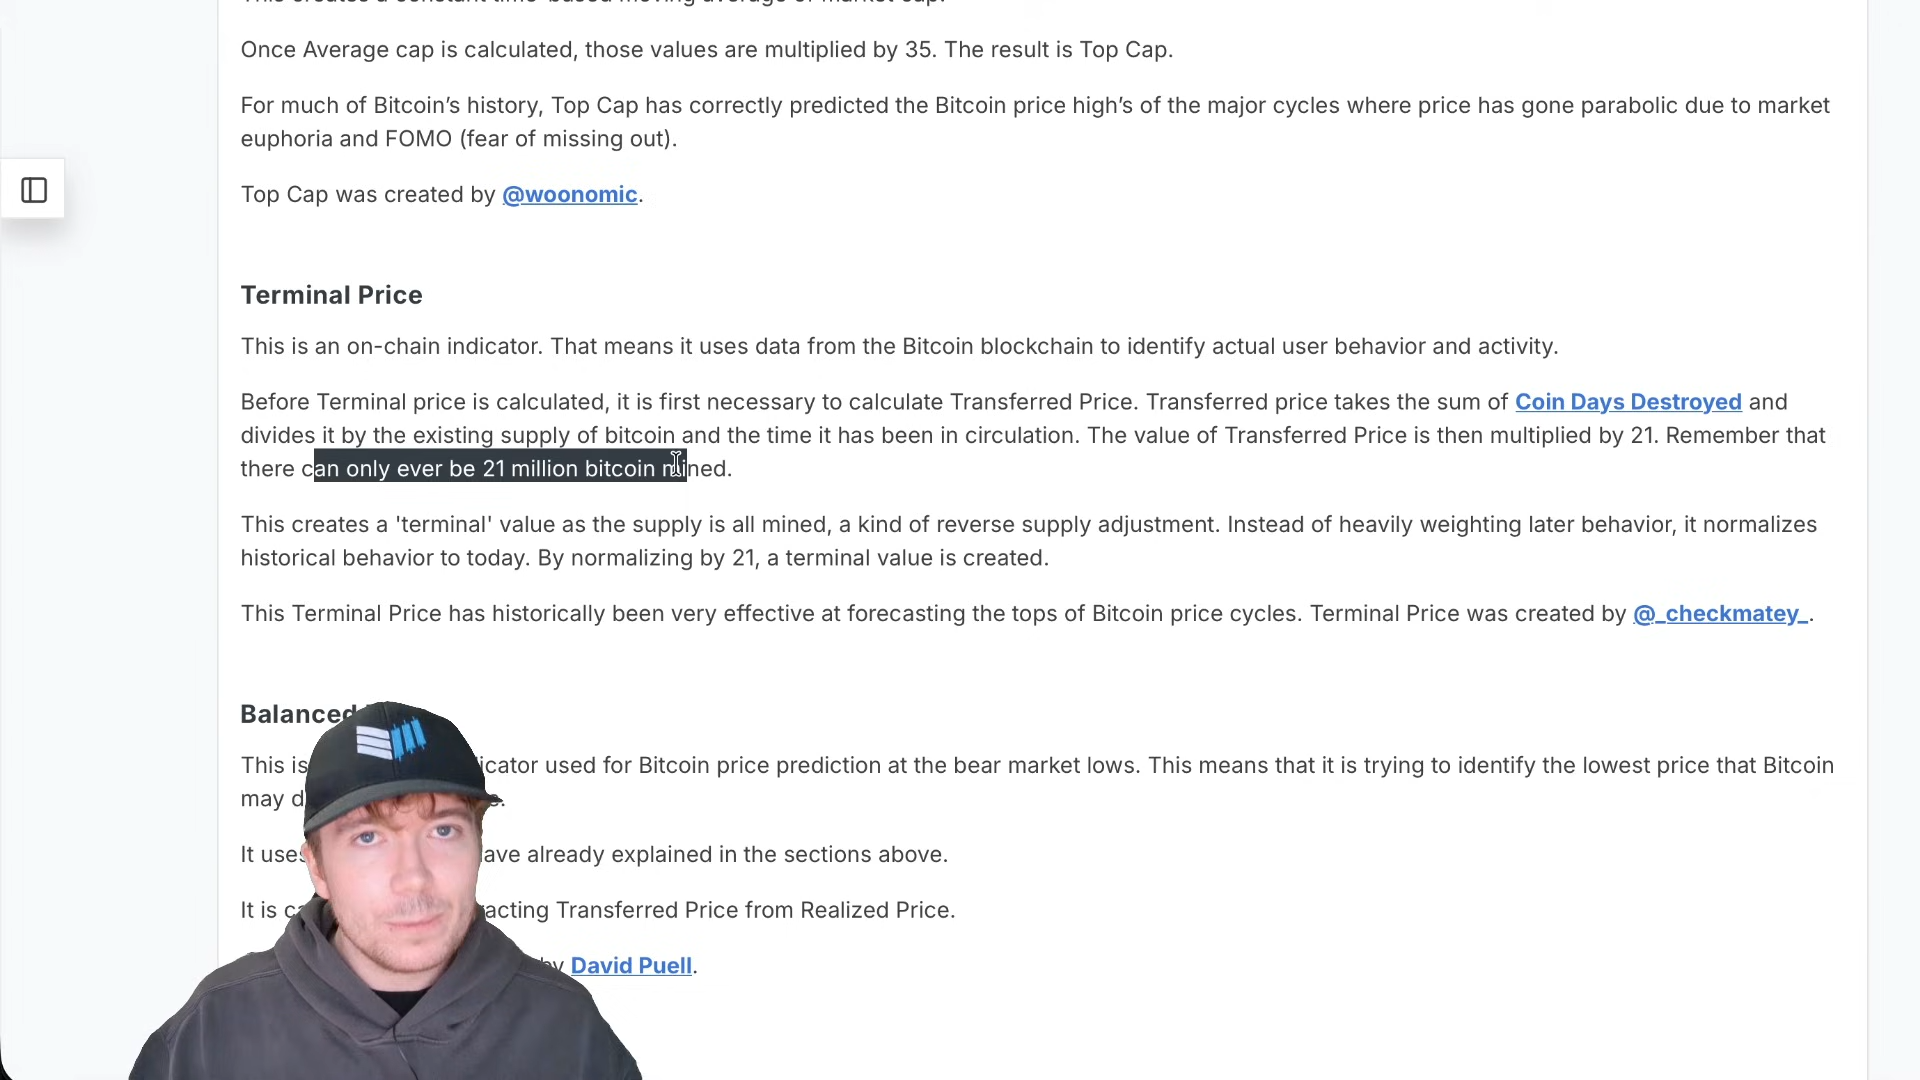 Once Average cap is calculated, those values are multiplied by 35. The result is Top Cap.
For much of Bitcoin’s history, Top Cap has correctly predicted the Bitcoin price high’s of the major cycles where price has gone parabolic due to market
euphoria and FOMO (fear of missing out).
Top Cap was created by @woonomic.
Terminal Price
This is an on-chain indicator. That means it uses data from the Bitcoin blockchain to identify actual user behavior and activity.
Before Terminal price is calculated, it is first necessary to calculate Transferred Price. Transferred price takes the sum of Coin Days Destroyed and
divides it by the existing supply of bitcoin and the time it has been in circulation. The value of Transferred Price is then multiplied by 21. Remember that
there can only ever be 21 million bitcoin mined.
This creates a 'terminal' value as the supply is all mined, a kind of reverse supply adjustment. Instead of heavily weighting later behavior, it normalizes
historical behavior to today. By normalizing by 21, a terminal value is created.
This Terminal Price has historically been very effective at forecasting the tops of Bitcoin price cycles. Terminal Price was created by @_checkmatey_.
Balanced
This is used for Bitcoin price prediction at the bear market lows. This means that it is trying to identify the lowest price that Bitcoin
may
It uses already explained in the sections above.
It is Transferred Price from Realized Price.
by David Puell.